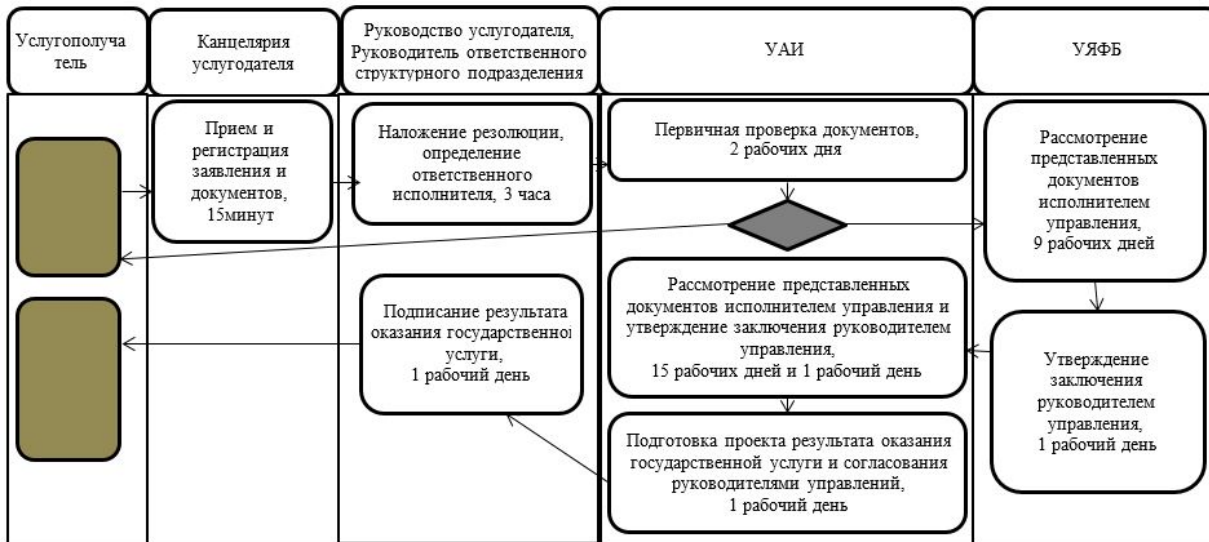 Услугополуча
тель
Канцелярия
услугодателя
Руководство услугодателя,
Руководитель ответственного
структурного подразделения
УАИ
УЯФБ
Прием и
регистрация
заявления и
документов,
15минут
Наложение резолюции,
определение
ответственного
исполнителя, 3 часа
Первичная проверка документов,
2 рабочих дня
Рассмотрение
представленных
документов
исполнителем
управления,
9 рабочих дней
Подписание результата
оказания государственной
услуги,
1 рабочий день
Рассмотрение представленных
документов исполнителем управления и
утверждение заключения руководителем
управления,
15 рабочих дней и 1 рабочий день
Утверждение
заключения
руководителем
управления,
1 рабочий день
Подготовка проекта результата оказания
государственной услуги и согласования
руководителями управлений,
1 рабочий день